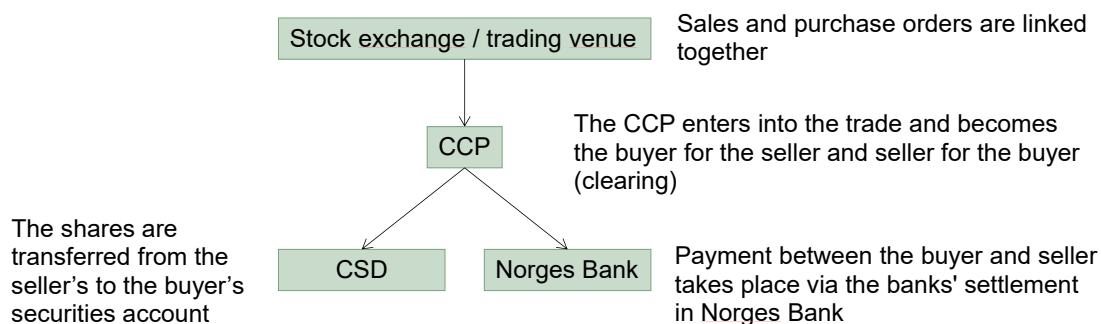 Stock exchange / trading venue
Sales and purchase orders are linked
together
CCP
The CCP enters into the trade and becomes
the buyer for the seller and seller for the buyer
(clearing)
The shares are
transferred from the
seller's to the buyer's
securities account
CSD
Norges Bank
Payment between the buyer and seller
takes place via the banks' settlement
in Norges Bank